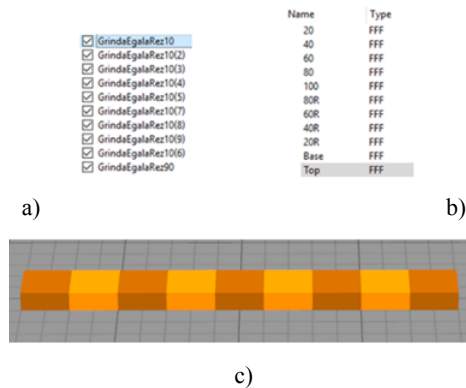 GrindaEgalaRez10
GrindaEgalaRez10(2)
GrindaEgalaRez10(3)
GrindaEgalaRez10(4)
GrindaEgalaRez10(5)
GrindaEgalaRez10(7)
GrindaEgalaRez10(8)
GrindaEgalaRez10(9)
GrindaEgalaRez10(6)
GrindaEgalaRez90
a)
Name Type
20 FFF
40 FFF
60 FFF
80 FFF
100 FFF
80R FFF
60R FFF
40R FFF
20R FFF
Base FFF
Top FFF
b)
c)